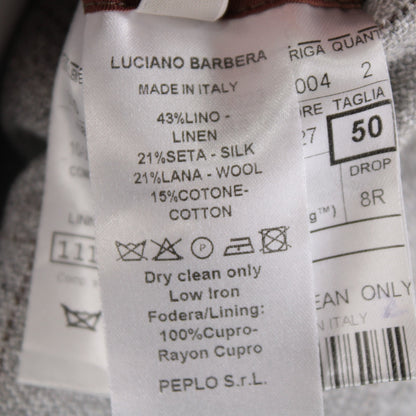 LUCIANO BARBERA
MADE IN ITALY
43%LINO -
LINEN
21%SETA - SILK
21%LANA - WOOL
15%COTONE-
COTTON
P
Dry clean only
Low Iron
Fodera/Lining:
100%Cupro-
Rayon Cupro
PEPLO S.r.L.
RIGA QUANT
004 2
TAGLIA
27 50
DROP
8R
g™)
EAN ONLY
ITALY
LINI
111